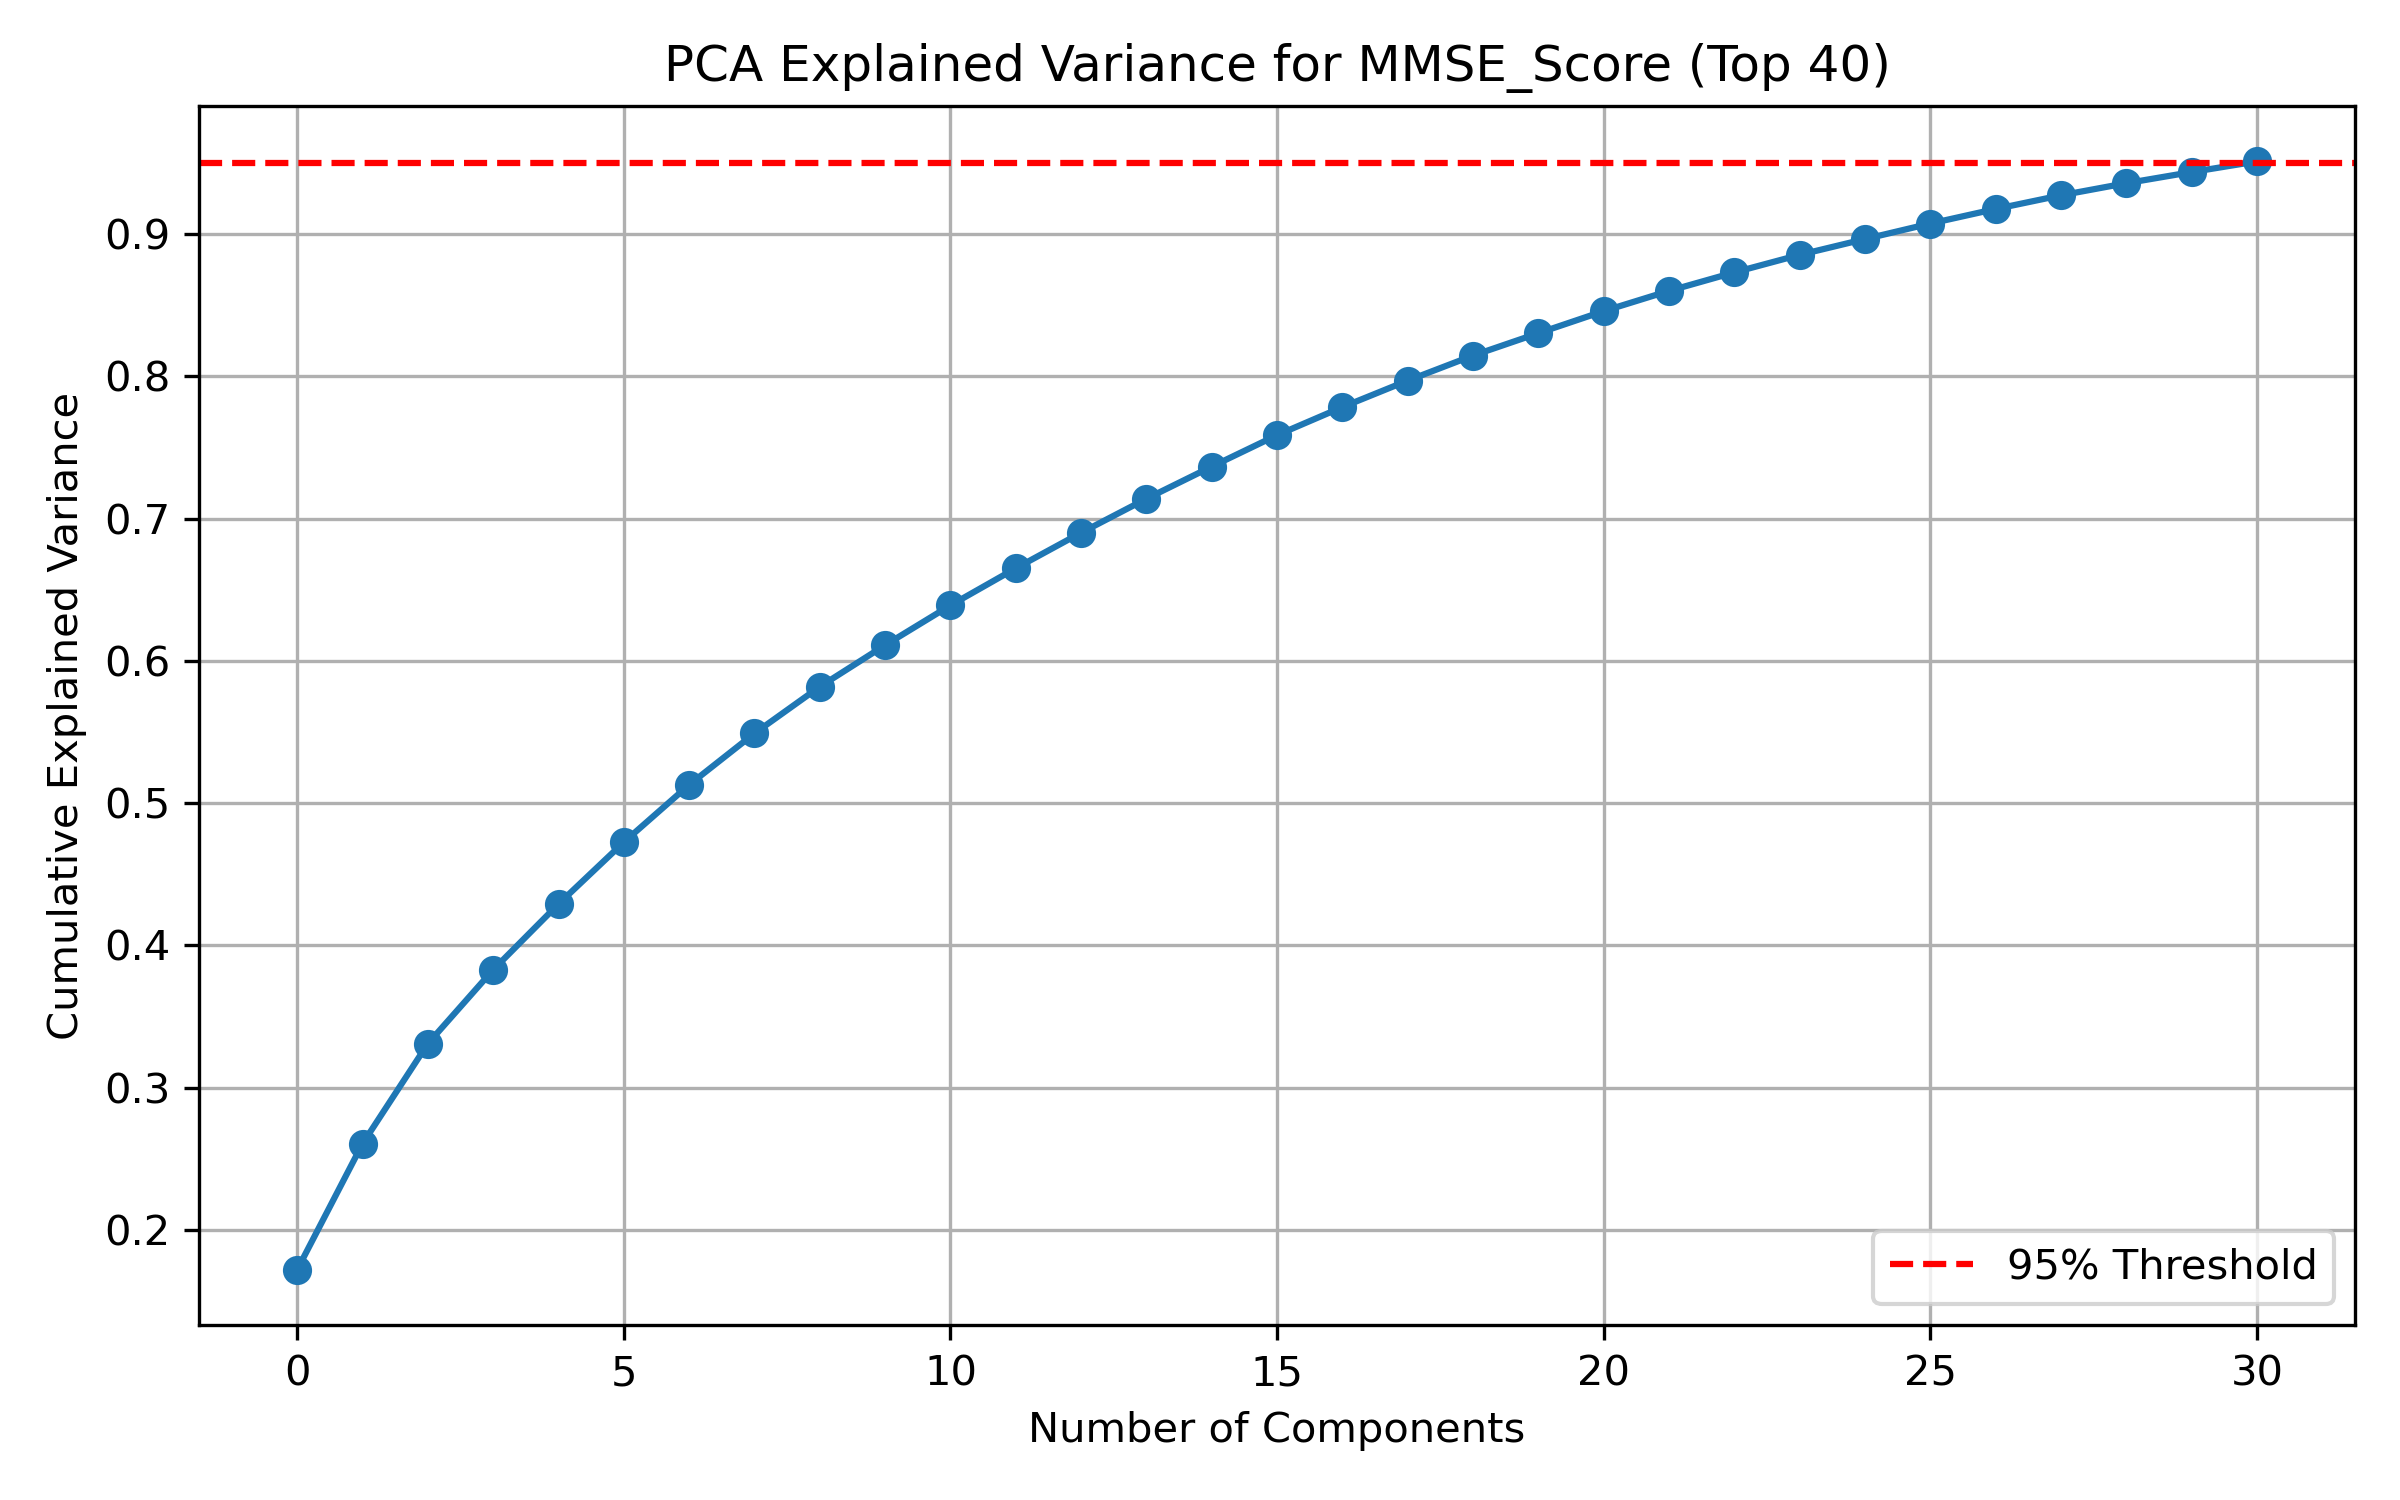 PCA Explained Variance for MMSE_Score (Top 40)
Cumulative Explained Variance
0.9
0.8
0.7
0.6
0.5
0.4
0.3
0.2
95% Threshold
0 5 10 15 20 25 30
Number of Components